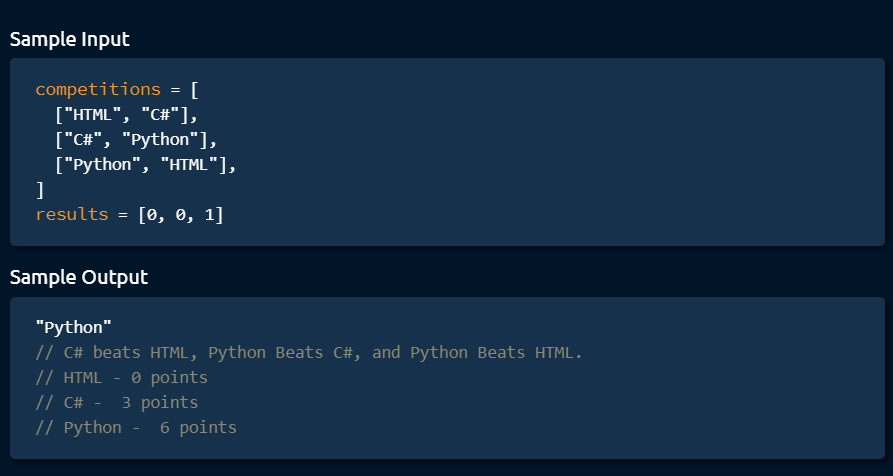 Sample Input
competitions = [
  ["HTML", "C#"],
  ["C#", "Python"],
  ["Python", "HTML"],
]
results = [0, 0, 1]
Sample Output
"Python"
// C# beats HTML, Python Beats C#, and Python Beats HTML.
// HTML - 0 points
// C# -  3 points
// Python -  6 points